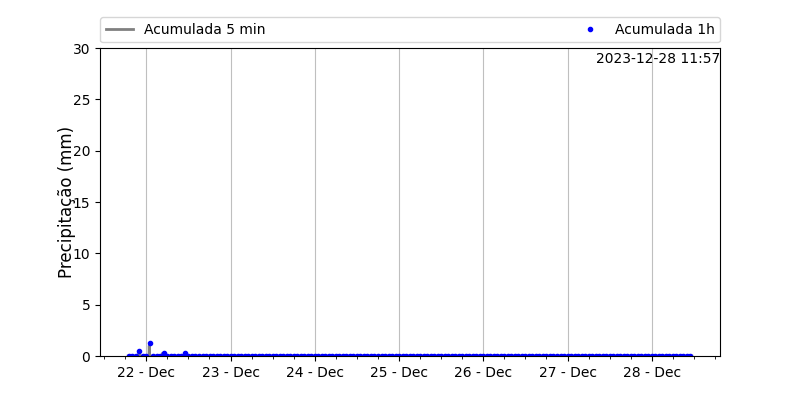 Acumulada 5 min
Acumulada 1h
2023-12-28 11:57
Precipitação (mm)
30
25
20
15
10
5
0
22 - Dec
23 - Dec
24 - Dec
25 - Dec
26 - Dec
27 - Dec
28 - Dec